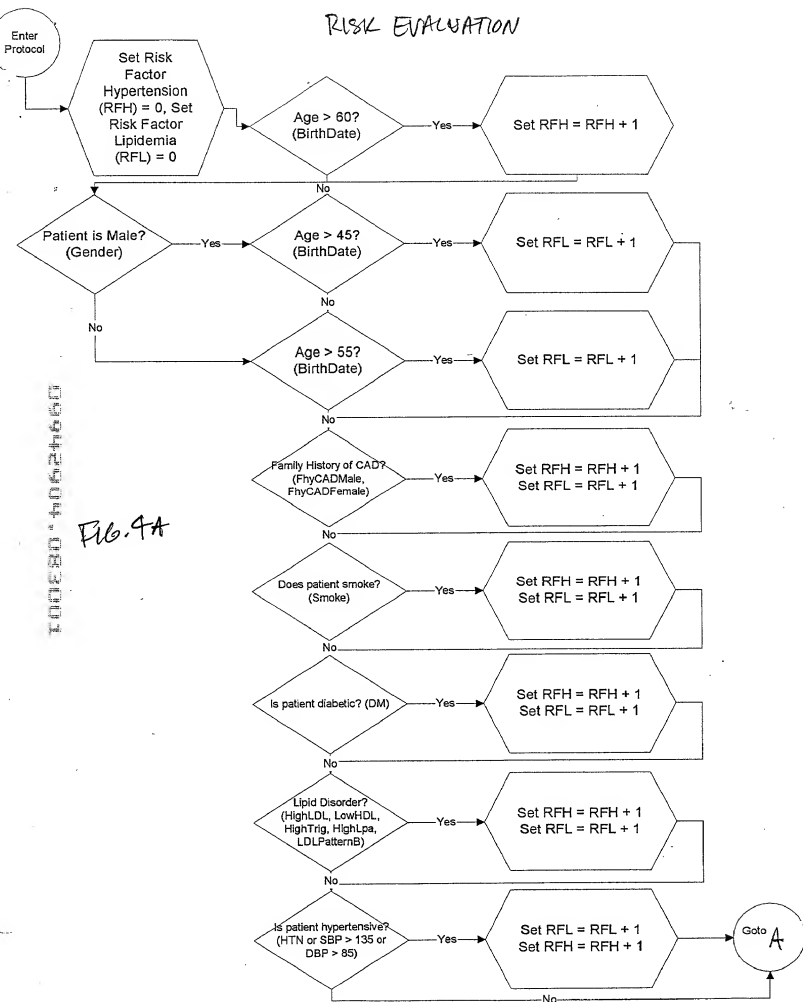 RISK EVALUATION
Enter
Protocol
Set Risk
Factor
Hypertension
(RFH) = 0, Set
Risk Factor
Lipidemia
(RFL) = 0
Age > 60?
(BirthDate)
Yes
Set RFH = RFH + 1
No
Patient is Male?
(Gender)
Yes
Age > 45?
(BirthDate)
Yes
Set RFL = RFL + 1
No
No
Age > 55?
(BirthDate)
Yes
Set RFL = RFL + 1
No
Family History of CAD?
(FhyCADMale,
FhyCADFemale)
Yes
Set RFH = RFH + 1
Set RFL = RFL + 1
No
FIG. 4A
Does patient smoke?
(Smoke)
Yes
Set RFH = RFH + 1
Set RFL = RFL + 1
No
Is patient diabetic? (DM)
Yes
Set RFH = RFH + 1
Set RFL = RFL + 1
No
Lipid Disorder?
(HighLDL, LowHDL,
HighTrig, HighLpa,
LDLPatternB)
Yes
Set RFH = RFH + 1
Set RFL = RFL + 1
No
Is patient hypertensive?
(HTN or SBP > 135 or
DBP > 85)
Yes
Set RFL = RFL + 1
Set RFH = RFH + 1
Goto A
No